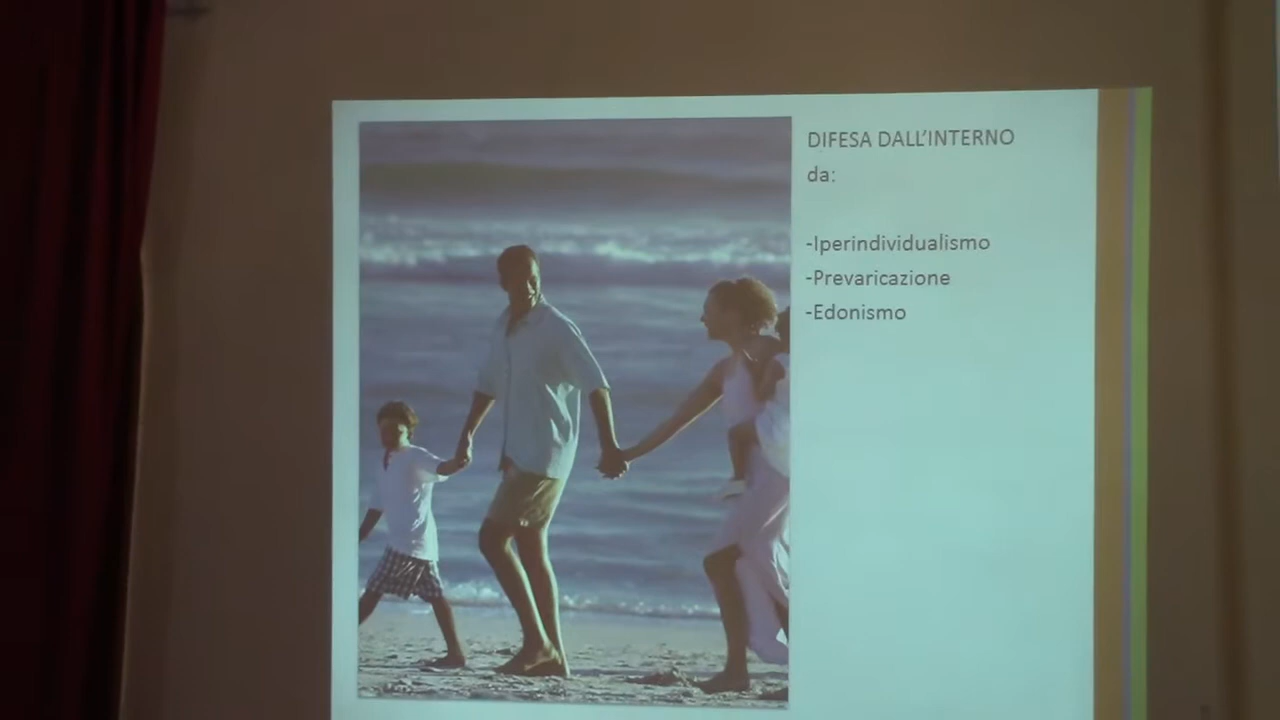 DIFESA DALL'INTERNO
da:
-Iperindividualismo
-Prevaricazione
-Edonismo